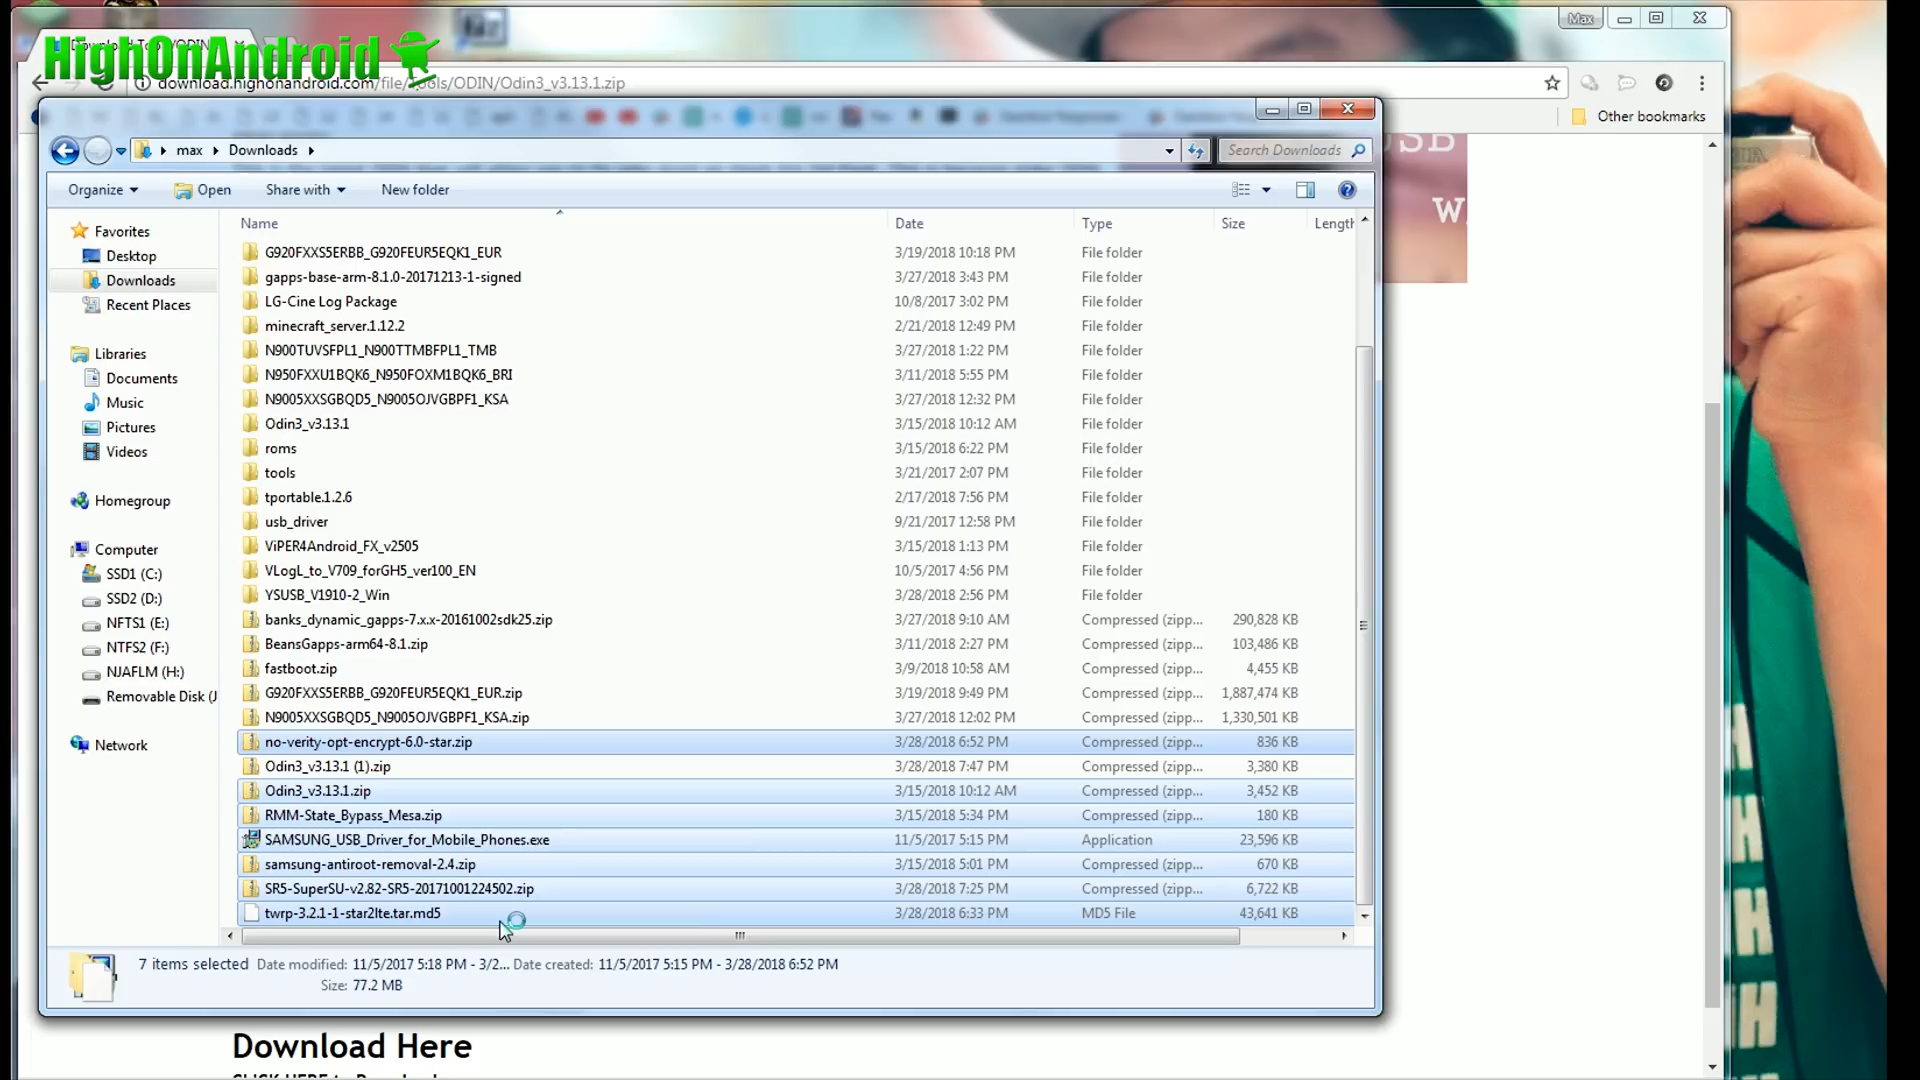 Max
HighOnAndroid
download.highonandroid.com/file/Tools/ODIN/Odin3_v3.13.1.zip
Other bookmarks
max Downloads
Search Downloads
Organize Open Share with New folder
Name Date Type Size Length
Favorites
Desktop
Downloads
Recent Places
Libraries
Documents
Music
Pictures
Videos
Homegroup
Computer
SSD1 (C:)
SSD2 (D:)
NFTS1 (E:)
NTFS2 (F:)
NJAFLM (H:)
Removable Disk (J
Network
G920FXXS5ERBB_G920FEUR5EQK1_EUR 3/19/2018 10:18 PM File folder
gapps-base-arm-8.1.0-20171213-1-signed 3/27/2018 3:43 PM File folder
LG-Cine Log Package 10/8/2017 3:02 PM File folder
minecraft_server.1.12.2 2/21/2018 12:49 PM File folder
N900TUVSFPL1_N900TTMBFPL1_TMB 3/27/2018 1:22 PM File folder
N950FXXU1BQK6_N950FOXM1BQK6_BRI 3/11/2018 5:55 PM File folder
N9005XXSGBQD5_N9005OJVGBPF1_KSA 3/27/2018 12:32 PM File folder
Odin3_v3.13.1 3/15/2018 10:12 AM File folder
roms 3/15/2018 6:22 PM File folder
tools 3/21/2017 2:07 PM File folder
tportable.1.2.6 2/17/2018 7:56 PM File folder
usb_driver 9/21/2017 12:58 PM File folder
ViPER4Android_FX_v2505 3/15/2018 1:13 PM File folder
VLogL_to_V709_forGH5_ver100_EN 10/5/2017 4:56 PM File folder
YSUSB_V1910-2_Win 3/28/2018 2:56 PM File folder
banks_dynamic_gapps-7.x.x-20161002sdk25.zip 3/27/2018 9:10 AM Compressed (zipp... 290,828 KB
BeansGapps-arm64-8.1.zip 3/11/2018 2:27 PM Compressed (zipp... 103,486 KB
fastboot.zip 3/9/2018 10:58 AM Compressed (zipp... 4,455 KB
G920FXXS5ERBB_G920FEUR5EQK1_EUR.zip 3/19/2018 9:49 PM Compressed (zipp... 1,887,474 KB
N9005XXSGBQD5_N9005OJVGBPF1_KSA.zip 3/27/2018 12:02 PM Compressed (zipp... 1,330,501 KB
no-verity-opt-encrypt-6.0-star.zip 3/28/2018 6:52 PM Compressed (zipp... 836 KB
Odin3_v3.13.1 (1).zip 3/28/2018 7:47 PM Compressed (zipp... 3,380 KB
Odin3_v3.13.1.zip 3/15/2018 10:12 AM Compressed (zipp... 3,452 KB
RMM-State_Bypass_Mesa.zip 3/15/2018 5:34 PM Compressed (zipp... 180 KB
SAMSUNG_USB_Driver_for_Mobile_Phones.exe 11/5/2017 5:15 PM Application 23,596 KB
samsung-antiroot-removal-2.4.zip 3/15/2018 5:01 PM Compressed (zipp... 670 KB
SR5-SuperSU-v2.82-SR5-20171001224502.zip 3/28/2018 7:25 PM Compressed (zipp... 6,722 KB
twrp-3.2.1-1-star2lte.tar.md5 3/28/2018 6:33 PM MD5 File 43,641 KB
7 items selected Date modified: 11/5/2017 5:18 PM - 3/2... Date created: 11/5/2017 5:15 PM - 3/28/2018 6:52 PM
Size: 77.2 MB
Download Here